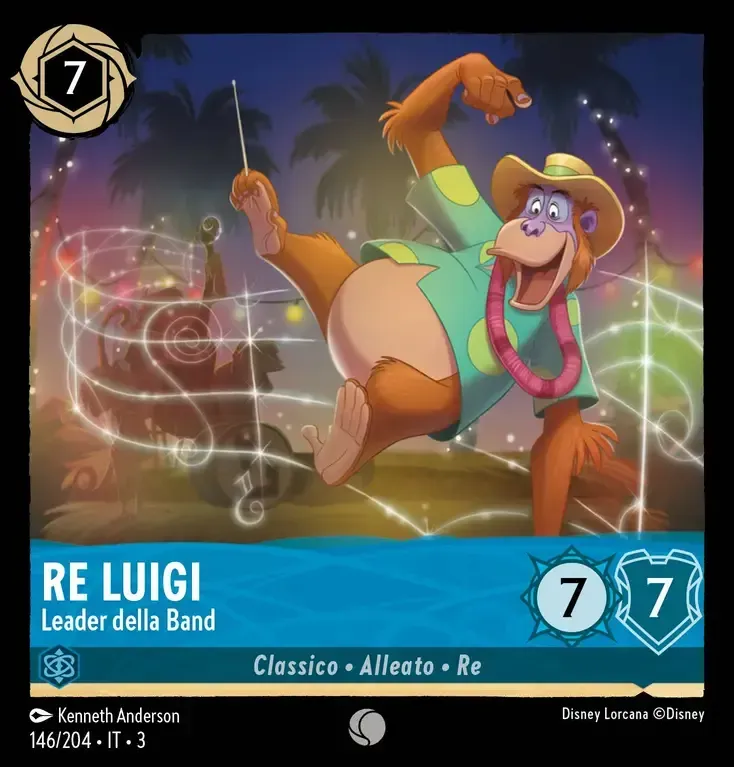 7
RE LUIGI
Leader della Band
7
7
Classico • Alleato • Re
Kenneth Anderson
Disney Lorcana ©Disney
146/204 • IT • 3